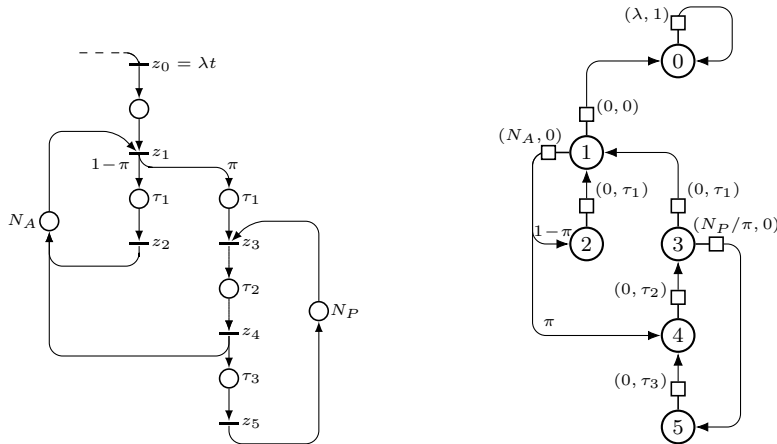 z₀ = λt
z₁
1−π
π
τ₁
τ₁
N_A
z₂
z₃
τ₂
N_P
z₄
τ₃
z₅
(λ, 1)
0
(0, 0)
(N_A, 0)
1
(0, τ₁)
(0, τ₁)
(N_P/π, 0)
1−π
2
3
(0, τ₂)
π
4
(0, τ₃)
5